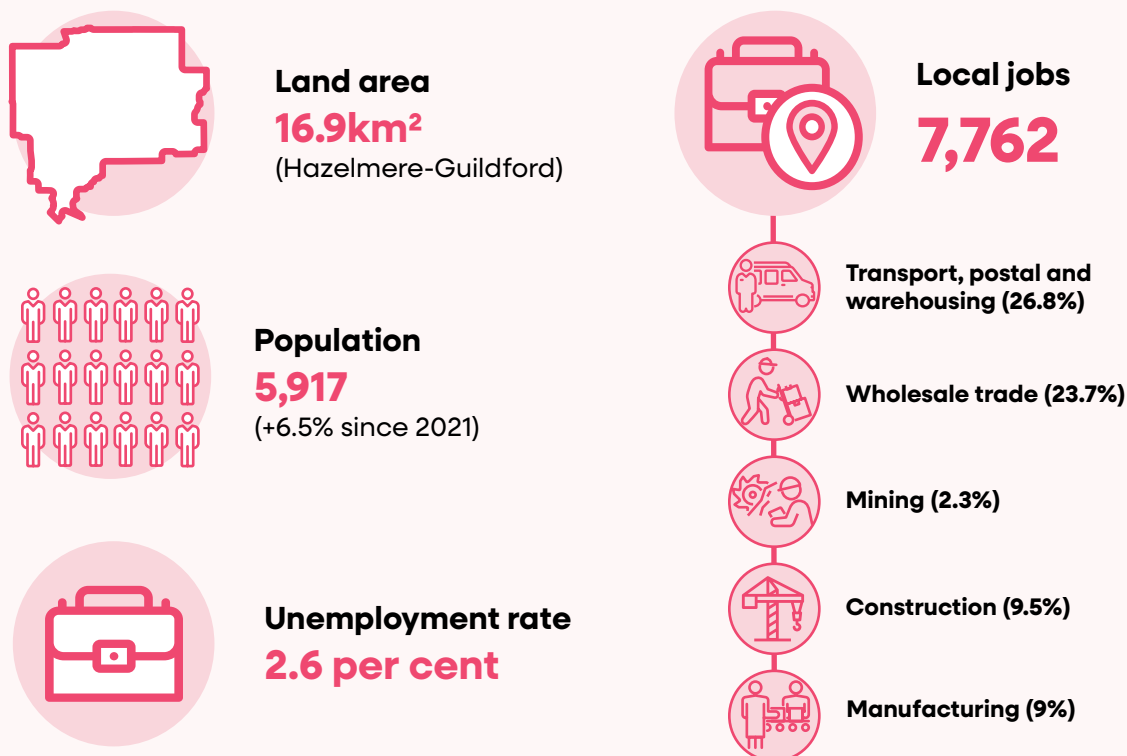 Land area
16.9km²
(Hazelmere-Guildford)
Population
5,917
(+6.5% since 2021)
Unemployment rate
2.6 per cent
Local jobs
7,762
Transport, postal and
warehousing (26.8%)
Wholesale trade (23.7%)
Mining (2.3%)
Construction (9.5%)
Manufacturing (9%)